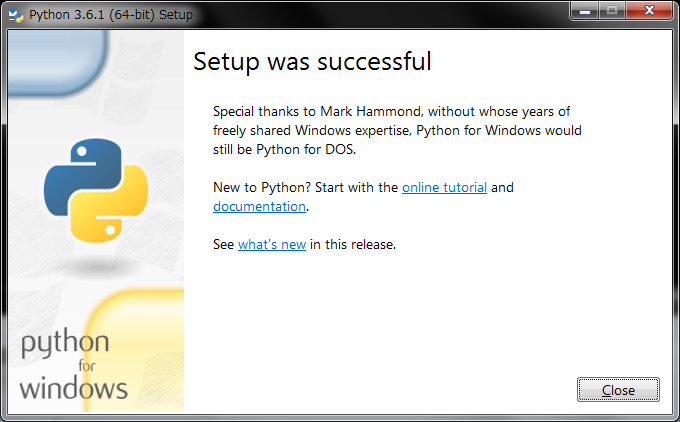 Python 3.6.1 (64-bit) Setup
Setup was successful
Special thanks to Mark Hammond, without whose years of
freely shared Windows expertise, Python for Windows would
still be Python for DOS.
New to Python? Start with the online tutorial and
documentation.
See what's new in this release.
python
for
windows
Close